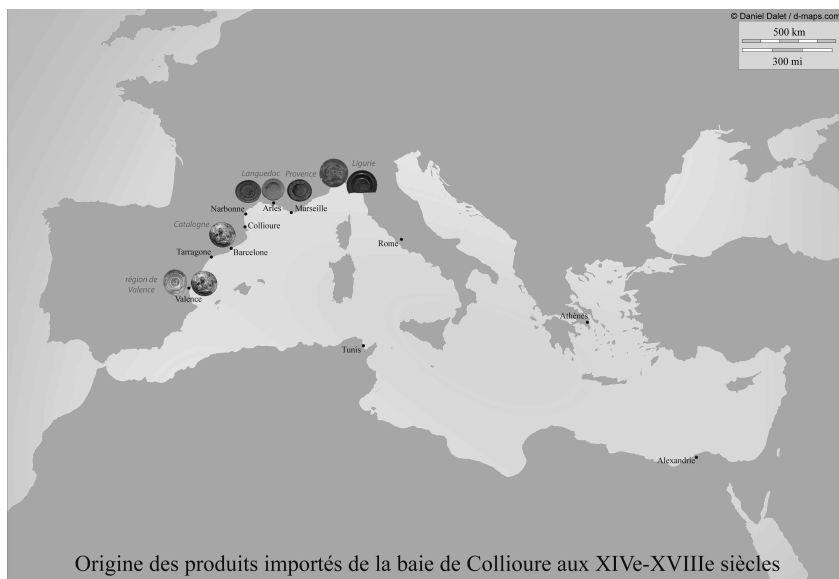 © Daniel Dalet / d-maps.com
500 km
300 mi
Ligurie
Languedoc
Provence
Narbonne
Arles
Marseille
Catalogne
Collioure
Rome
Tarragone
Barcelone
région de
Valence
Valence
Athènes
Tunis
Alexandrie
Origine des produits importés de la baie de Collioure aux XIVe-XVIIIe siècles